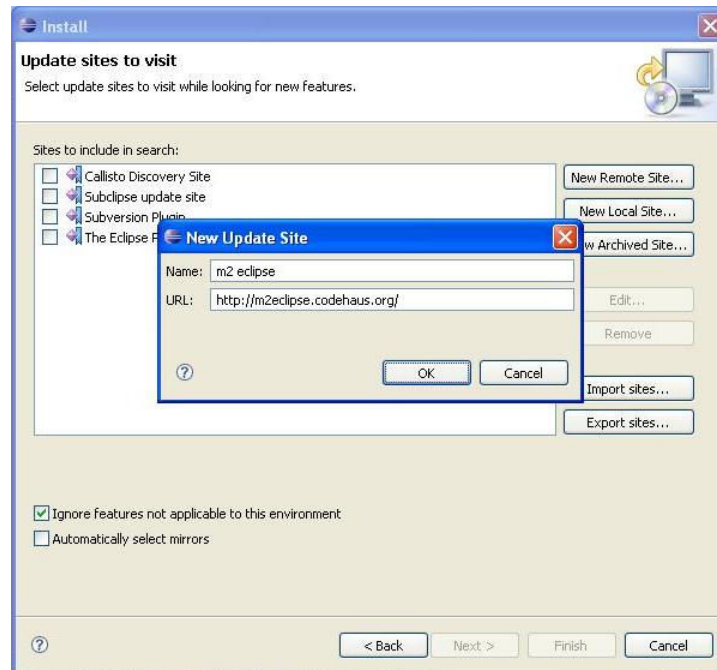 Install
Update sites to visit
Select update sites to visit while looking for new features.
Sites to include in search:
Callisto Discovery Site
Subclipse update site
Subversion Plugin
The Eclipse
New Remote Site...
New Local Site...
Archived Site...
Edit...
Remove
Import sites...
Export sites...
New Update Site
Name: m2 eclipse
URL: http://m2eclipse.codehaus.org/
OK Cancel
Ignore features not applicable to this environment
Automatically select mirrors
< Back Next > Finish Cancel